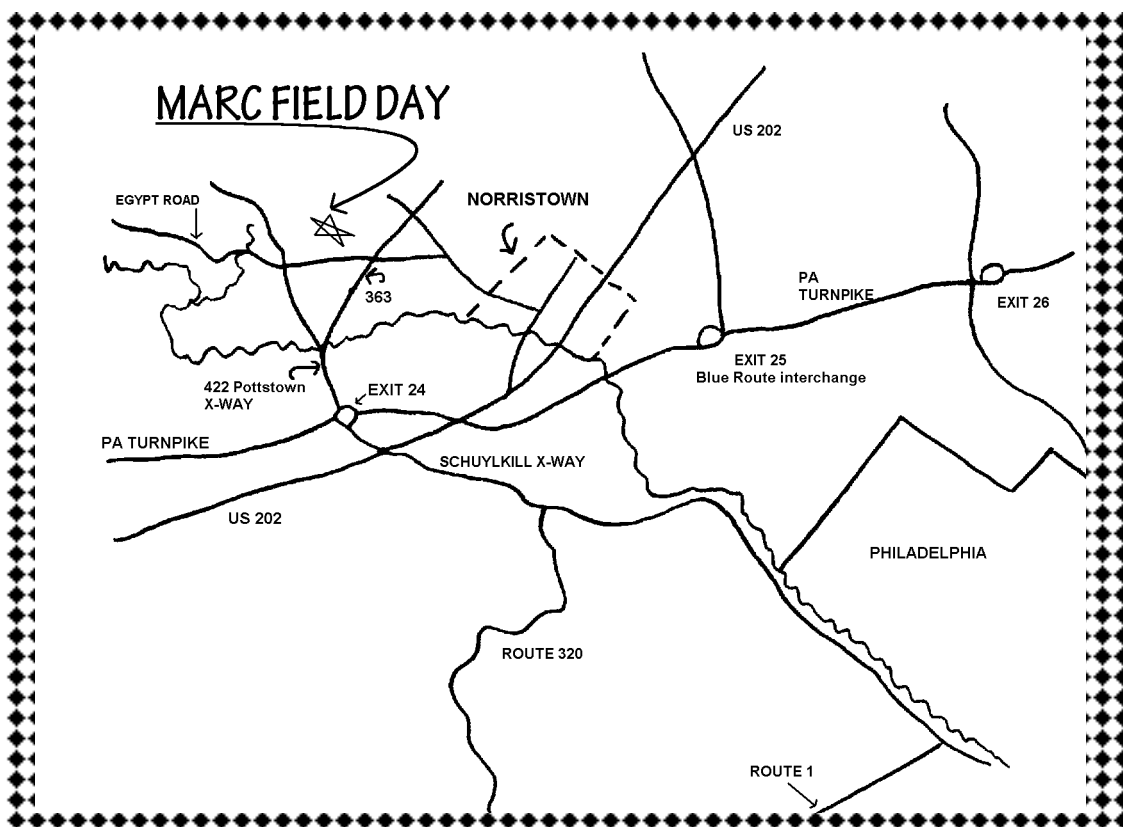 MARC FIELD DAY
US 202
EGYPT ROAD
NORRISTOWN
363
PA
TURNPIKE
EXIT 26
EXIT 25
Blue Route interchange
422 Pottstown
X-WAY
EXIT 24
PA TURNPIKE
SCHUYLKILL X-WAY
US 202
PHILADELPHIA
ROUTE 320
ROUTE 1